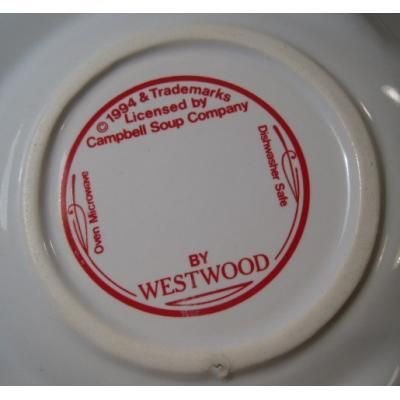 © 1994 & Trademarks
Licensed by
Campbell Soup Company
Oven Microwave
Dishwasher Safe
BY
WESTWOOD